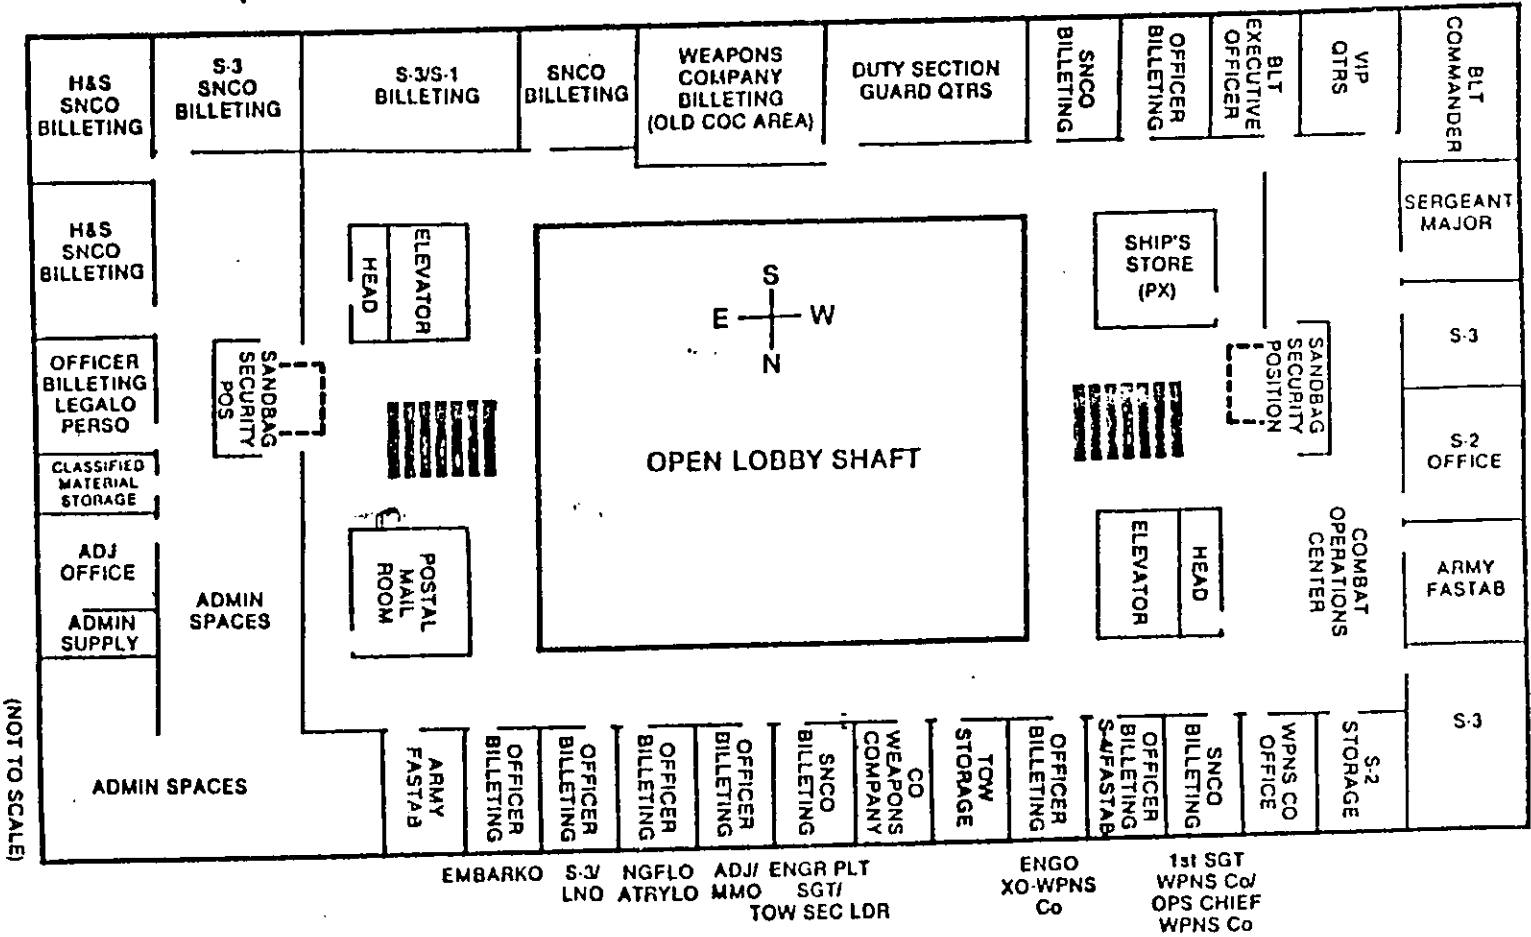 H&S
SNCO
BILLETING
S-3
SNCO
BILLETING
S-3/S-1
BILLETING
SNCO
BILLETING
WEAPONS
COMPANY
BILLETING
(OLD COC AREA)
DUTY SECTION
GUARD QTRS
SNCO
BILLETING
OFFICER
BILLETING
BLT
EXECUTIVE
OFFICER
VIP
QTRS
BLT
COMMANDER
H&S
SNCO
BILLETING
ELEVATOR
HEAD
S
E
W
N
SHIP'S
STORE
(PX)
SERGEANT
MAJOR
S-3
OFFICER
BILLETING
LEGALO
PERSO
SANDBAG
SECURITY
POS
SANDBAG
SECURITY
POSITION
OPEN LOBBY SHAFT
S-2
OFFICE
CLASSIFIED
MATERIAL
STORAGE
ADJ
OFFICE
ADMIN
SUPPLY
ADMIN
SPACES
POSTAL
MAIL
ROOM
ELEVATOR
HEAD
COMBAT
OPERATIONS
CENTER
ARMY
FASTAB
S-3
ADMIN SPACES
ARMY
FASTAB
OFFICER
BILLETING
OFFICER
BILLETING
OFFICER
BILLETING
OFFICER
BILLETING
SNCO
BILLETING
CO
WEAPONS
COMPANY
TOW
STORAGE
OFFICER
BILLETING
OFFICER
BILLETING
S-4/FASTAB
SNCO
BILLETING
WPNS CO
OFFICE
S-2
STORAGE
EMBARKO
S-3/
LNO
NGFLO
ATRYLO
ADJ/
MMO
ENGR PLT
SGT/
TOW SEC LDR
ENGO
XO-WPNS
Co
1st SGT
WPNS Co/
OPS CHIEF
WPNS Co
(NOT TO SCALE)